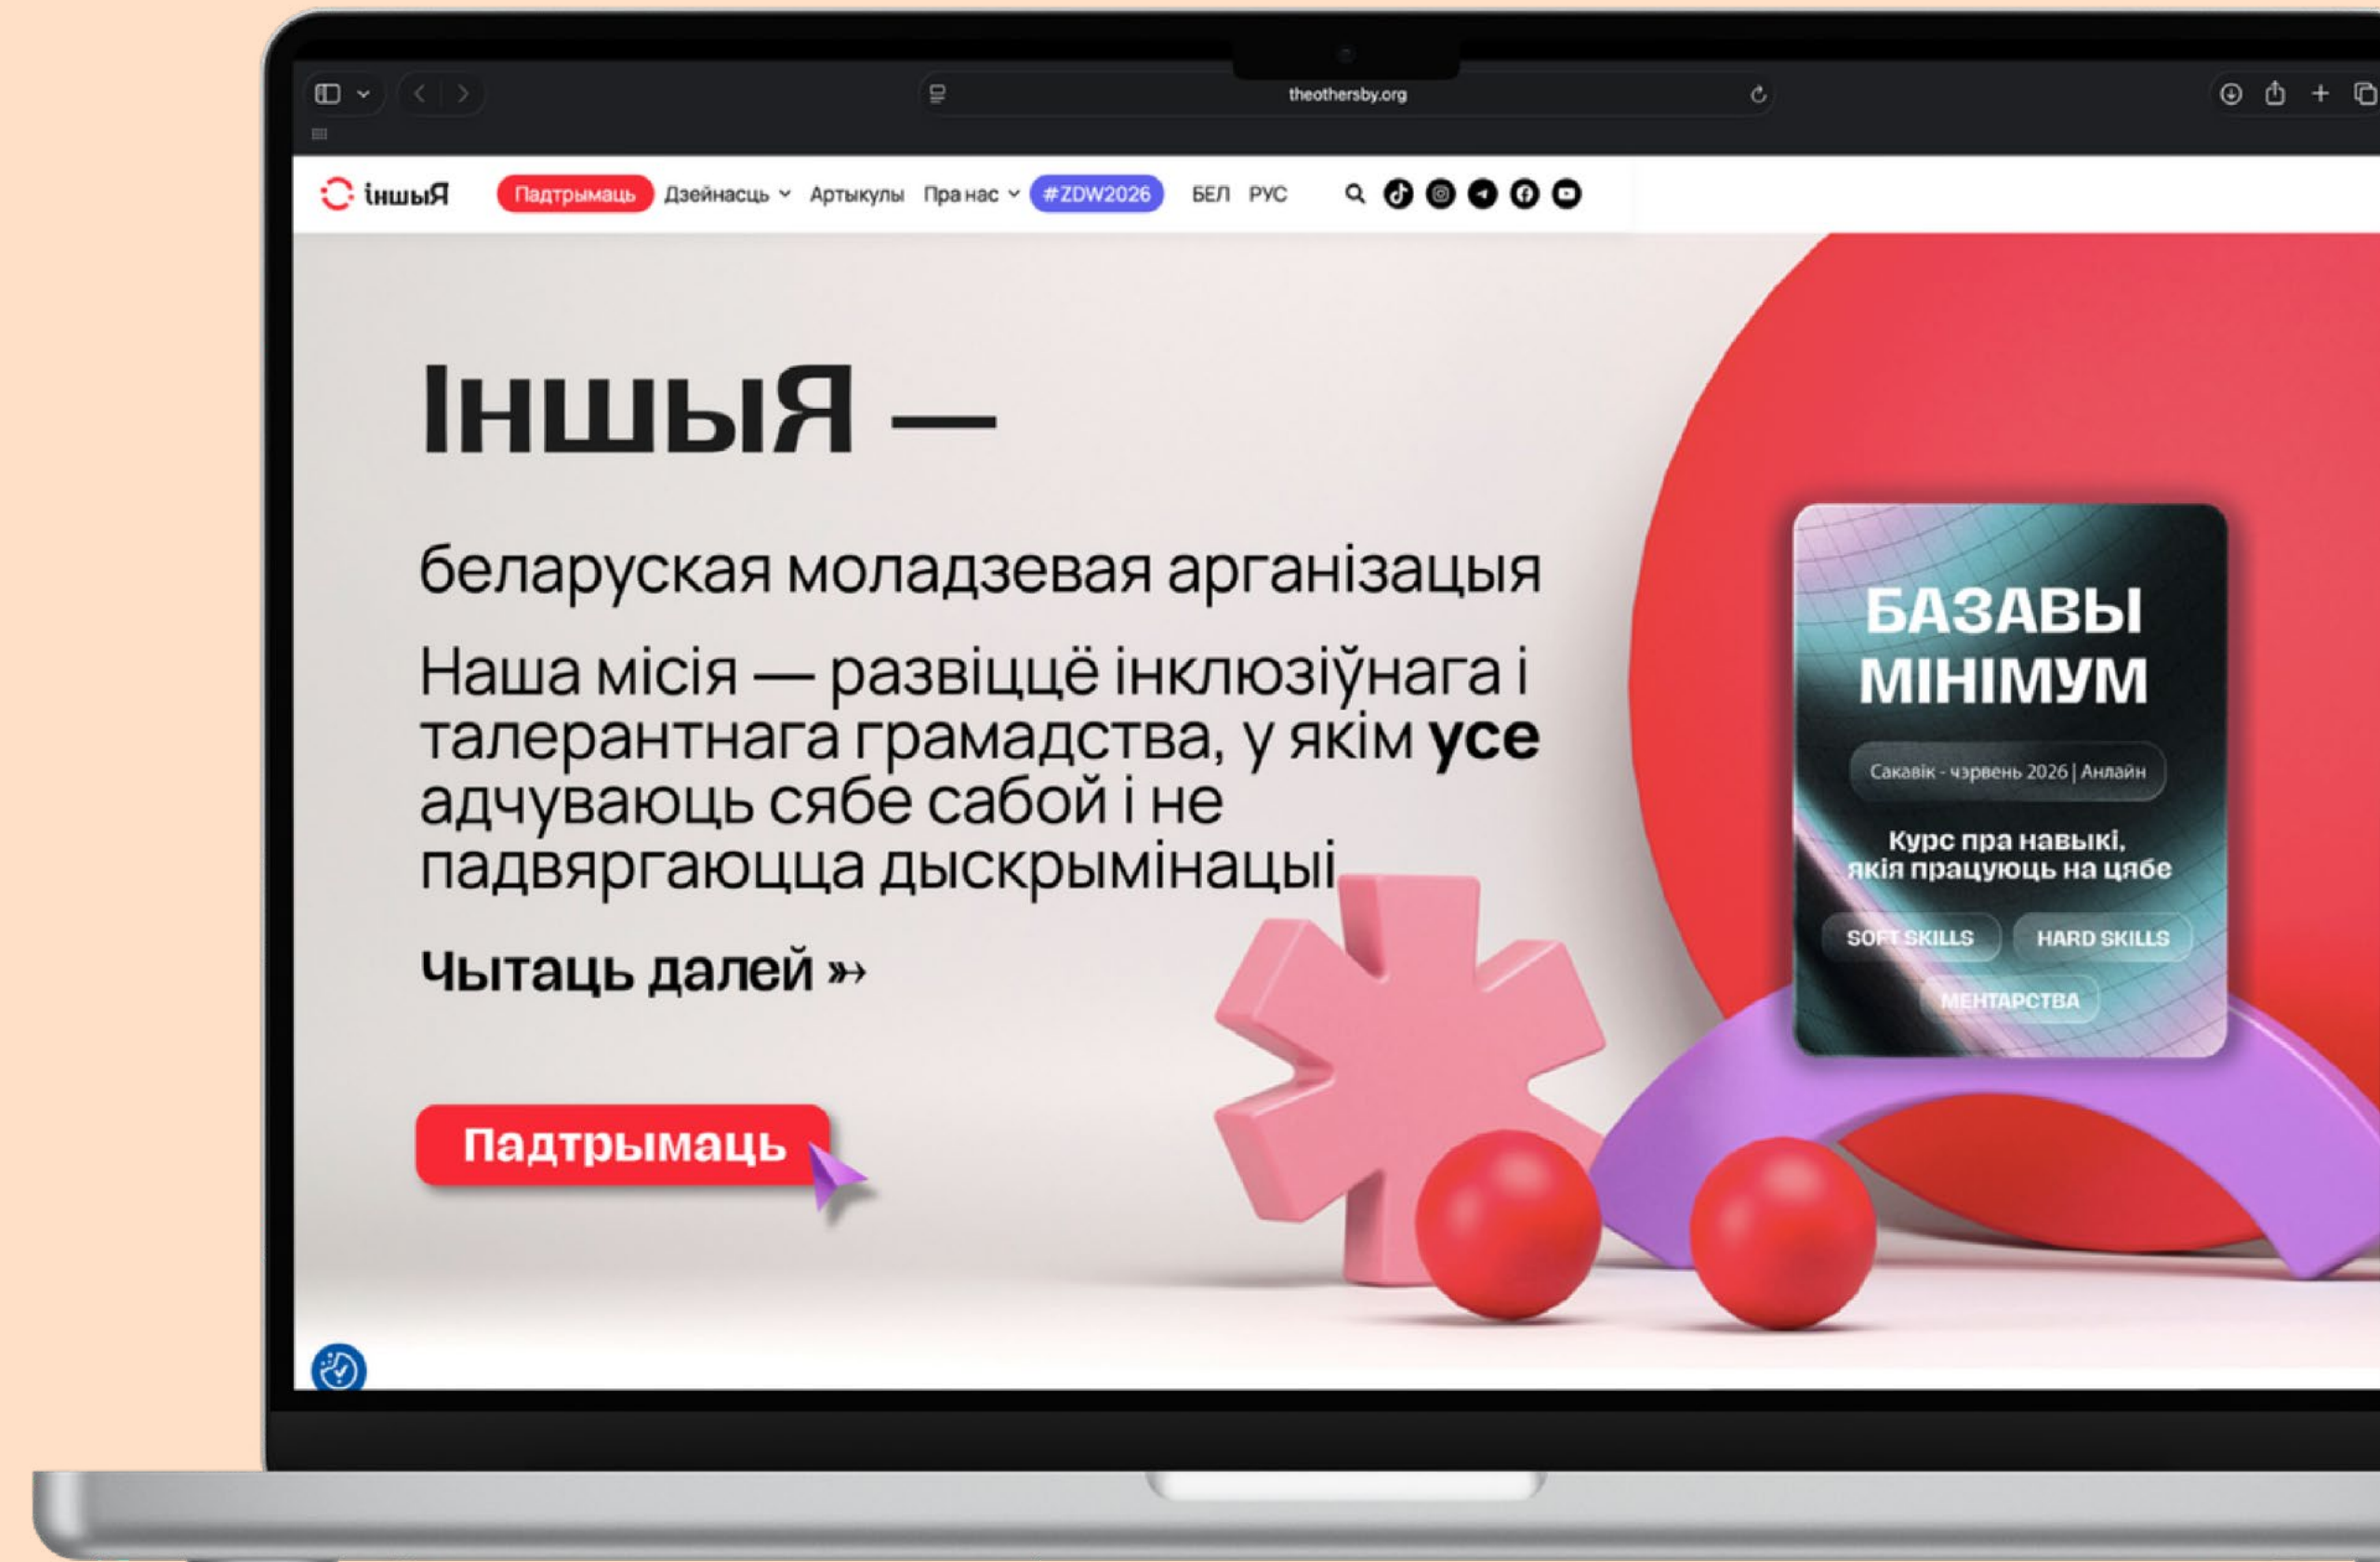 theothersby.org
іншыЯ
Падтрымаць Дзейнасць Артыкулы Пра нас #ZDW2026 БЕЛ РУС
ІншыЯ —
беларуская моладзевая арганізацыя
Наша місія — развіццё інклюзіўнага і
талерантнага грамадства, у якім усе
адчуваюць сябе сабой і не
падвяргаюцца дыскрымінацыі
Чытаць далей
Падтрымаць
БАЗАВЫ
МІНІМУМ
Сакавік - чэрвень 2026 | Анлайн
Курс пра навыкі,
якія працуюць на цябе
SOFT SKILLS HARD SKILLS
МЕНТАРСТВА